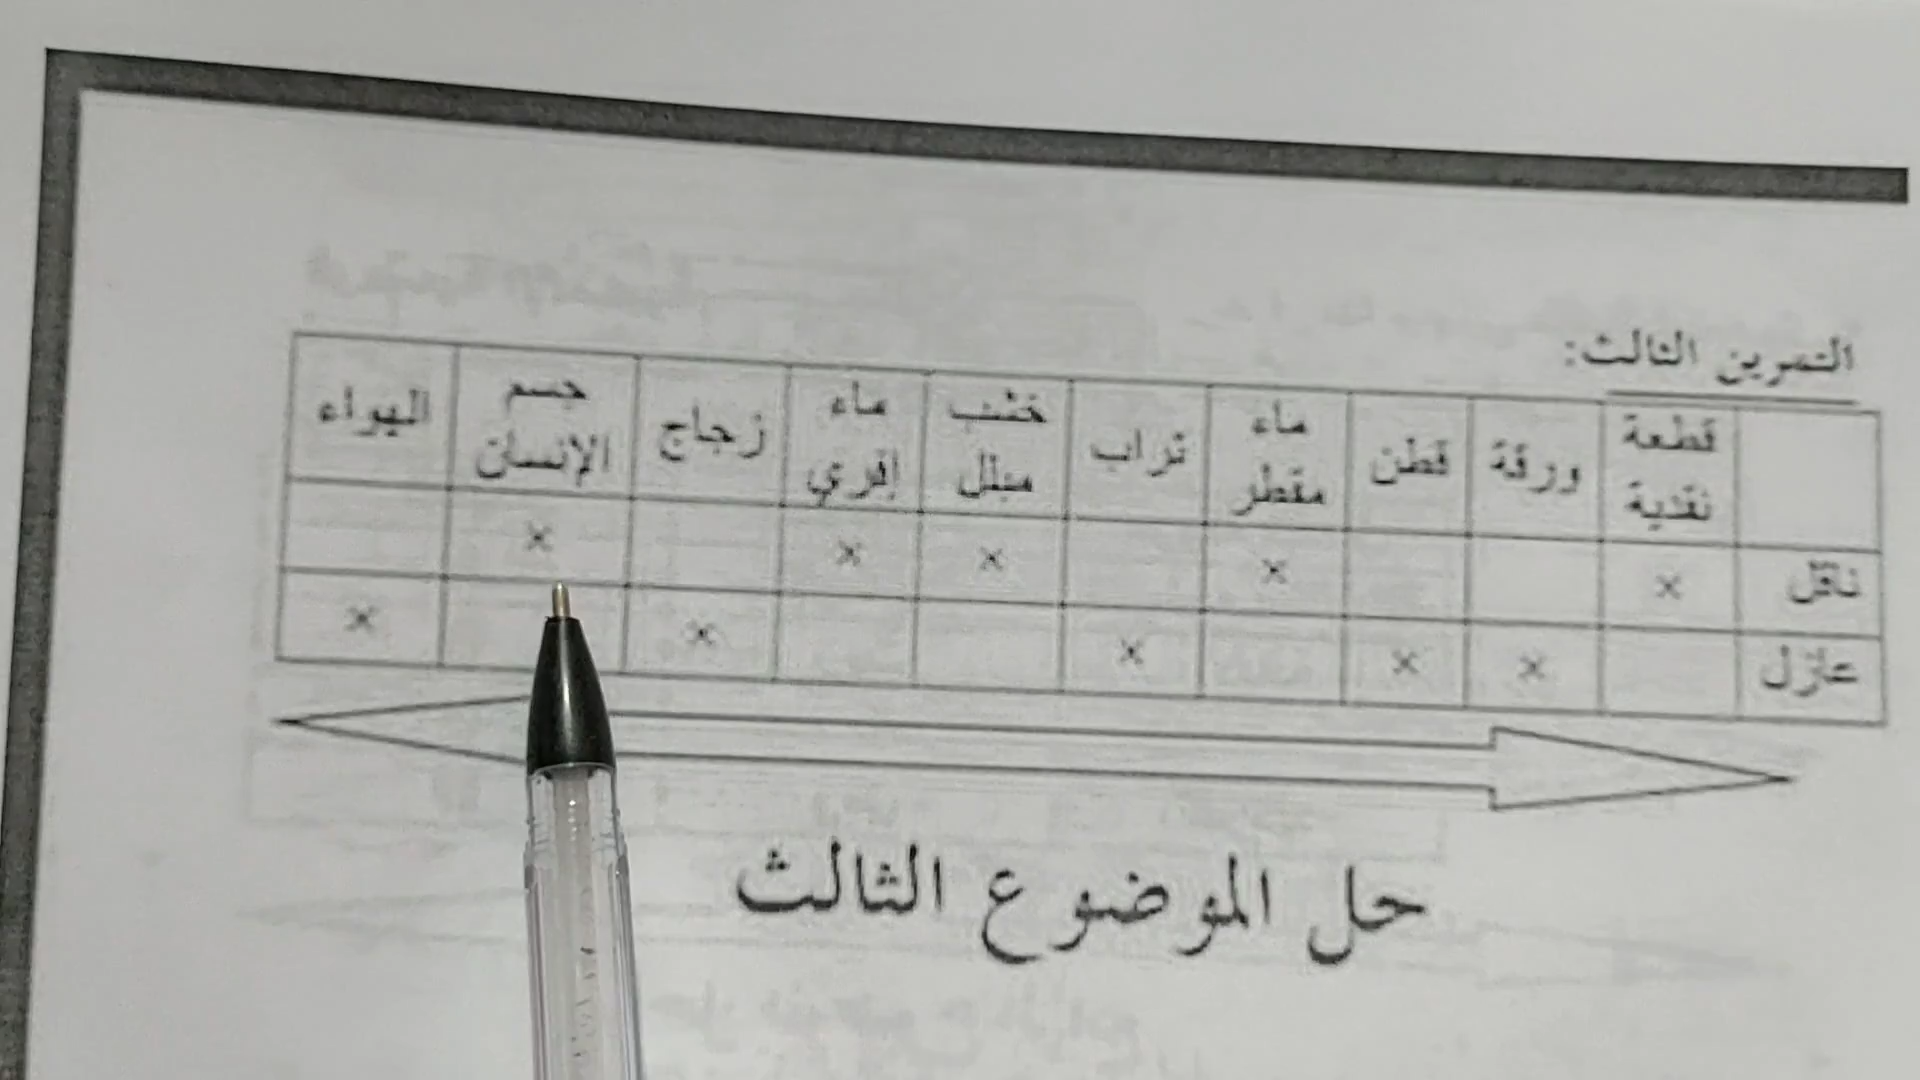 التمرين الثالث:
قطعة نقدية ورقة قطن ماء مقطر تراب خشب مبلل ماء إفري زجاج جسم الإنسان الهواء
ناقل × × × × ×
عازل × × × × ×
حل الموضوع الثالث